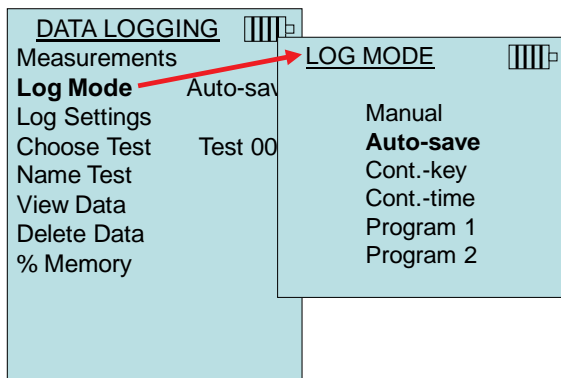 DATA LOGGING
Measurements
Log Mode Auto-sav
Log Settings
Choose Test Test 00
Name Test
View Data
Delete Data
% Memory
LOG MODE
Manual
Auto-save
Cont.-key
Cont.-time
Program 1
Program 2